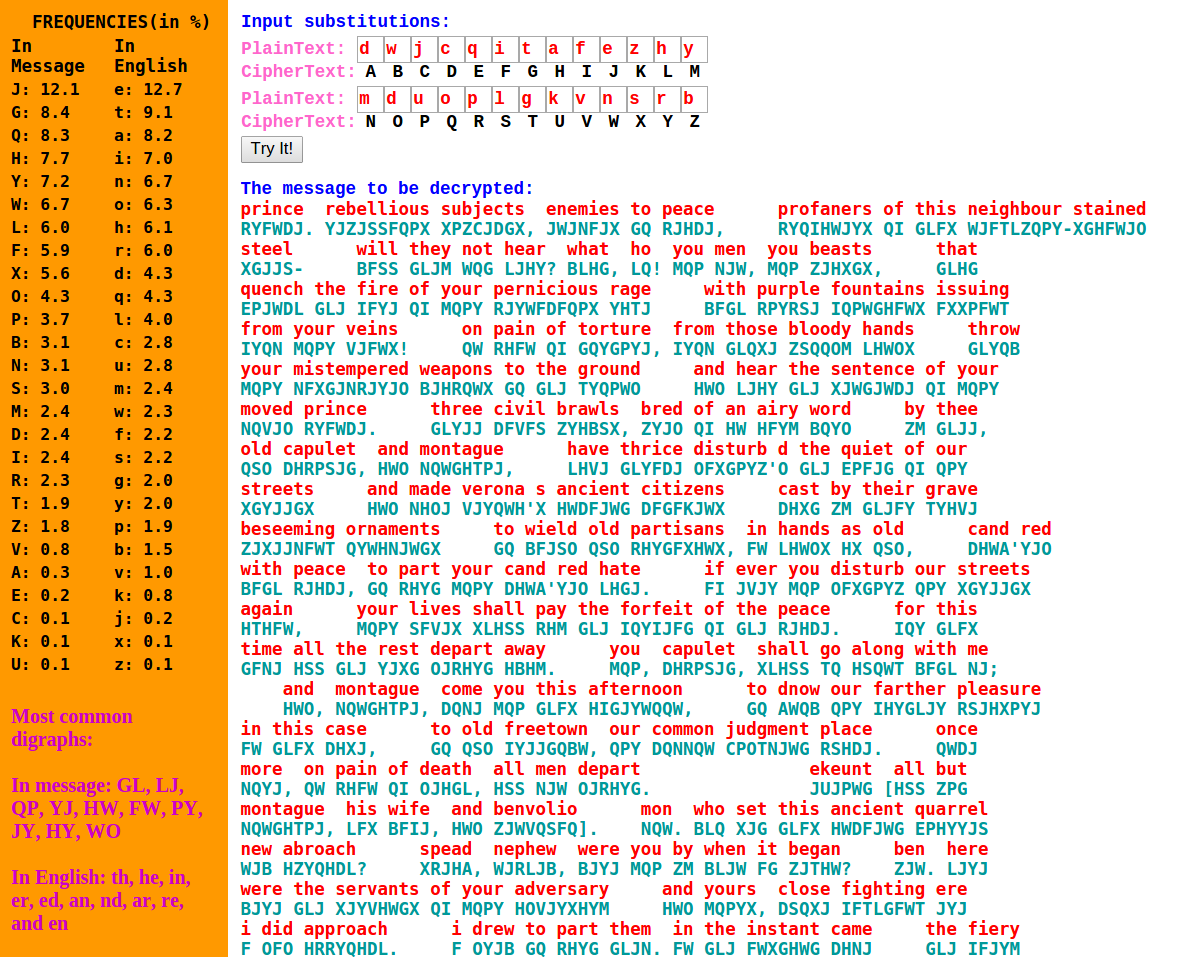 FREQUENCIES(in %)
In Message In English
J: 12.1 e: 12.7
G: 8.4 t: 9.1
Q: 8.3 a: 8.2
H: 7.7 i: 7.0
Y: 7.2 n: 6.7
W: 6.7 o: 6.3
L: 6.0 h: 6.1
F: 5.9 r: 6.0
X: 5.6 d: 4.3
O: 4.3 q: 4.3
P: 3.7 l: 4.0
B: 3.1 c: 2.8
N: 3.1 u: 2.8
S: 3.0 m: 2.4
M: 2.4 w: 2.3
D: 2.4 f: 2.2
I: 2.4 s: 2.2
R: 2.3 g: 2.0
T: 1.9 y: 2.0
Z: 1.8 p: 1.9
V: 0.8 b: 1.5
A: 0.3 v: 1.0
E: 0.2 k: 0.8
C: 0.1 j: 0.2
K: 0.1 x: 0.1
U: 0.1 z: 0.1
Most common
digraphs:
In message: GL, LJ,
QP, YJ, HW, FW, PY,
JY, HY, WO
In English: th, he, in,
er, ed, an, nd, ar, re,
and en
Input substitutions:
PlainText: d w j c q i t a f e z h y
CipherText: A B C D E F G H I J K L M
PlainText: m d u o p l g k v n s r b
CipherText: N O P Q R S T U V W X Y Z
Try It!
The message to be decrypted:
prince rebellious subjects enemies to peace profaners of this neighbour stained
RYFWDJ. YJZJSSFQPX XPZCJDGX, JWJNFJX GQ RJHDJ, RYQIHWJYX QI GLFX WJFTLZQPY-XGHFWJO
steel will they not hear what ho you men you beasts that
XGJJS- BFSS GLJM WQG LJHY? BLHG, LQ! MQP NJW, MQP ZJHXGX, GLHG
quench the fire of your pernicious rage with purple fountains issuing
EPJWDL GLJ IFYJ QI MQPY RJYWFDFQPX YHTJ BFGL RPYRSJ IQPWGHFWX FXXPFWT
from your veins on pain of torture from those bloody hands throw
IYQN MQPY VJFWX! QW RHFW QI GQYGPYJ, IYQN GLQXJ ZSQQOM LHWOX GLYQB
your mistempered weapons to the ground and hear the sentence of your
MQPY NFXGJNRJYJO BJHRQWX GQ GLJ TYQPWO HWO LJHY GLJ XJWGJWDJ QI MQPY
moved prince three civil brawls bred of an airy word by thee
NQVJO RYFWDJ. GLYJJ DFVFS ZYHBSX, ZYJO QI HW HFYM BQYO ZM GLJJ,
old capulet and montague have thrice disturb d the quiet of our
QSO DHRPSJG, HWO NQWGHTPJ, LHVJ GLYFDJ OFXGPYZ'O GLJ EPFJG QI QPY
streets and made verona s ancient citizens cast by their grave
XGYJJGX HWO NHOJ VJYQWH'X HWDFJWG DFGFKJWX DHXG ZM GLJFY TYHVJ
beseeming ornaments to wield old partisans in hands as old cand red
ZJXJJNFWT QYWHNJWGX GQ BFJSO QSO RHYGFXHWX, FW LHWOX HX QSO, DHWA'YJO
with peace to part your cand red hate if ever you disturb our streets
BFGL RJHDJ, GQ RHYG MQPY DHWA'YJO LHGJ. FI JVJY MQP OFXGPYZ QPY XGYJJGX
again your lives shall pay the forfeit of the peace for this
HTHFW, MQPY SFVJX XLHSS RHM GLJ IQYIJFG QI GLJ RJHDJ. IQY GLFX
time all the rest depart away you capulet shall go along with me
GFNJ HSS GLJ YJXG OJRHYG HBHM. MQP, DHRPSJG, XLHSS TQ HSQWT BFGL NJ;
and montague come you this afternoon to dnow our farther pleasure
HWO, NQWGHTPJ, DQNJ MQP GLFX HIGJYWQQW, GQ AWQB QPY IHYGLJY RSJHXPYJ
in this case to old freetown our common judgment place once
FW GLFX DHXJ, GQ QSO IYJJGQBW, QPY DQNNQW CPOTNJWG RSHDJ. QWDJ
more on pain of death all men depart ekeunt all but
NQYJ, QW RHFW QI OJHGL, HSS NJW OJRHYG. JUJPWG [HSS ZPG
montague his wife and benvolio mon who set this ancient quarrel
NQWGHTPJ, LFX BFIJ, HWO ZJWVQSFQ]. NQW. BLQ XJG GLFX HWDFJWG EPHYYJS
new abroach spead nephew were you by when it began ben here
WJB HZYQHDL? XRJHA, WJRLJB, BJYJ MQP ZM BLJW FG ZJTHW? ZJW. LJYJ
were the servants of your adversary and yours close fighting ere
BJYJ GLJ XJYVHWGX QI MQPY HOVJYXHYM HWO MQPYX, DSQXJ IFTLGFWT JYJ
i did approach i drew to part them in the instant came the fiery
F OFO HRRYQHDL. F OYJB GQ RHYG GLJN. FW GLJ FWXGHWG DHNJ GLJ IFJYM